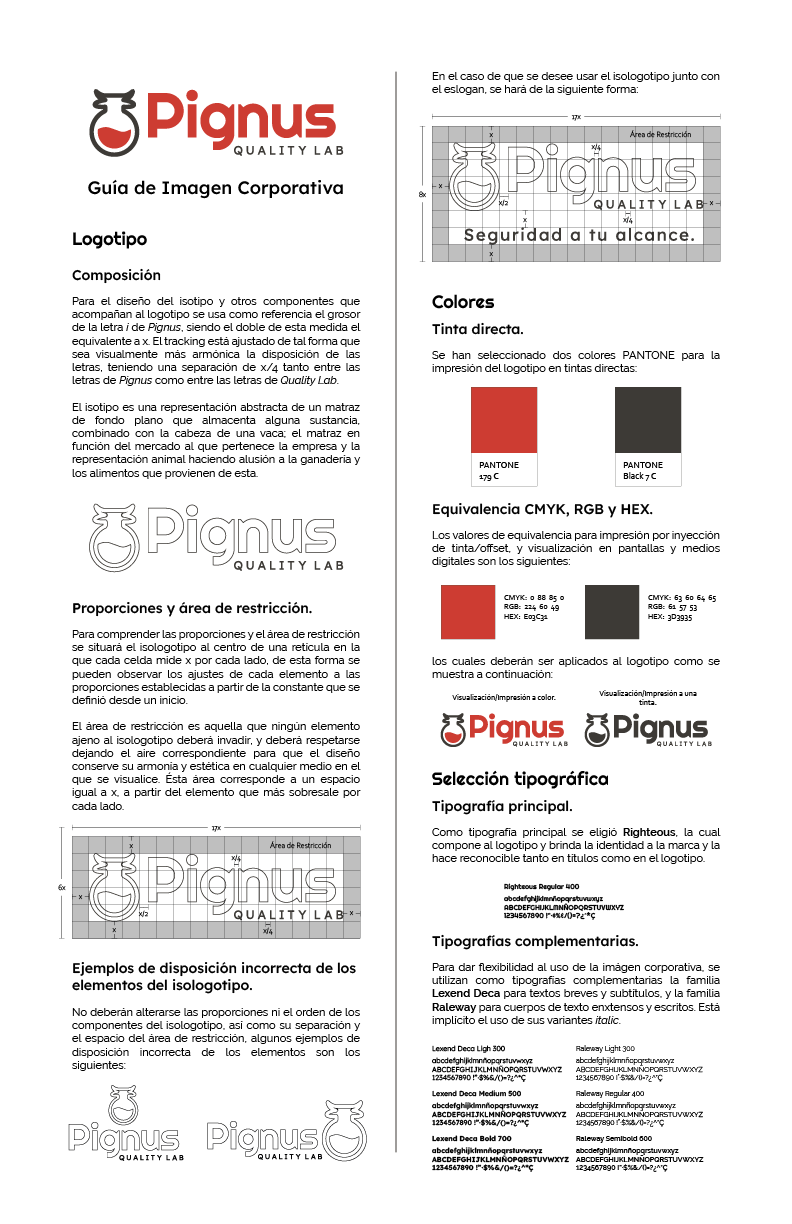 Pignus
QUALITY LAB
Guía de Imagen Corporativa
Logotipo
Composición
Para el diseño del isotipo y otros componentes que
acompañan al logotipo se usa como referencia el grosor
de la letra i de Pignus, siendo el doble de esta medida el
equivalente a x. El tracking está ajustado de tal forma que
sea visualmente más armónica la disposición de las
letras, teniendo una separación de x/4 tanto entre las
letras de Pignus como entre las letras de Quality Lab.
El isotipo es una representación abstracta de un matraz
de fondo plano que almacena alguna sustancia,
combinado con la cabeza de una vaca; el matraz en
función del mercado al que pertenece la empresa y la
representación animal haciendo alusión a la ganadería y
los alimentos que provienen de esta.
Pignus
QUALITY LAB
Proporciones y área de restricción.
Para comprender las proporciones y el área de restricción
se situará el isologotipo al centro de una retícula en la
que cada celda mide x por cada lado, de esta forma se
pueden observar los ajustes de cada elemento a las
proporciones establecidas a partir de la constante que se
definió desde un inicio.
El área de restricción es aquella que ningún elemento
ajeno al isologotipo deberá invadir, y deberá respetarse
dejando el aire correspondiente para que el diseño
conserve su armonía y estética en cualquier medio en el
que se visualice. Ésta área corresponde a un espacio
igual a x, a partir del elemento que más sobresale por
cada lado.
17x
x
Área de Restricción
x/4
6x
Pignus
x
x/2
QUALITY LAB
x
x
x/4
Ejemplos de disposición incorrecta de los
elementos del isologotipo.
No deberán alterarse las proporciones ni el orden de los
componentes del isologotipo, así como su separación y
el espacio del área de restricción, algunos ejemplos de
disposición incorrecta de los elementos son los
siguientes:
Pignus
QUALITY LAB
Pignus
QUALITY LAB
En el caso de que se desee usar el isologotipo junto con
el eslogan, se hará de la siguiente forma:
17x
x
Área de Restricción
x/4
Pignus
x
8x
x/2
QUALITY LAB
x
x
x/4
Seguridad a tu alcance.
x
Colores
Tinta directa.
Se han seleccionado dos colores PANTONE para la
impresión del logotipo en tintas directas:
PANTONE
179 C
PANTONE
Black 7 C
Equivalencia CMYK, RGB y HEX.
Los valores de equivalencia para impresión por inyección
de tinta/offset, y visualización en pantallas y medios
digitales son los siguientes:
CMYK: 0 88 85 0
RGB: 224 60 49
HEX: E03C31
CMYK: 63 60 64 65
RGB: 61 57 53
HEX: 3D3935
los cuales deberán ser aplicados al logotipo como se
muestra a continuación:
Visualización/Impresión a color.
Visualización/Impresión a una
tinta.
Pignus
QUALITY LAB
Pignus
QUALITY LAB
Selección tipográfica
Tipografía principal.
Como tipografía principal se eligió Righteous, la cual
compone al logotipo y brinda la identidad a la marca y la
hace reconocible tanto en títulos como en el logotipo.
Righteous Regular 400
abcdefghijklmnñopqrstuvwxyz
ABCDEFGHIJKLMNÑOPQRSTUVWXYZ
1234567890 !"·$%&/()=?¿^*Ç
Tipografías complementarias.
Para dar flexibilidad al uso de la imágen corporativa, se
utilizan como tipografías complementarias la familia
Lexend Deca para textos breves y subtítulos, y la familia
Raleway para cuerpos de texto enxtensos y escritos. Está
implícito el uso de sus variantes italic.
Lexend Deca Ligh 300
abcdefghijklmnñopqrstuvwxyz
ABCDEFGHIJKLMNÑOPQRSTUVWXYZ
1234567890 !"·$%&/()=?¿^*Ç
Raleway Light 300
abcdefghijklmnñopqrstuvwxyz
ABCDEFGHIJKLMNÑOPQRSTUVWXYZ
1234567890 !"·$%&/()=?¿^*Ç
Lexend Deca Medium 500
abcdefghijklmnñopqrstuvwxyz
ABCDEFGHIJKLMNÑOPQRSTUVWXYZ
1234567890 !"·$%&/()=?¿^*Ç
Raleway Regular 400
abcdefghijklmnñopqrstuvwxyz
ABCDEFGHIJKLMNÑOPQRSTUVWXYZ
1234567890 !"·$%&/()=?¿^*Ç
Lexend Deca Bold 700
abcdefghijklmnñopqrstuvwxyz
ABCDEFGHIJKLMNÑOPQRSTUVWXYZ
1234567890 !"·$%&/()=?¿^*Ç
Raleway Semibold 600
abcdefghijklmnñopqrstuvwxyz
ABCDEFGHIJKLMNÑOPQRSTUVWXYZ
1234567890 !"·$%&/()=?¿^*Ç